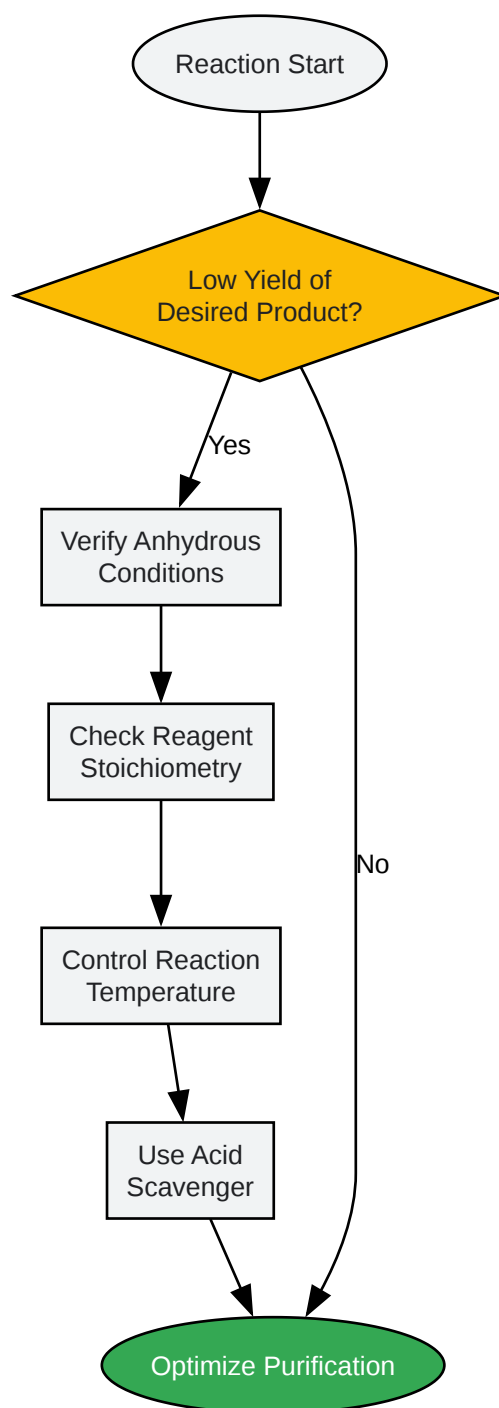 Reaction Start
Low Yield of
Desired Product?
Yes
Verify Anhydrous
Conditions
Check Reagent
Stoichiometry
No
Control Reaction
Temperature
Use Acid
Scavenger
Optimize Purification